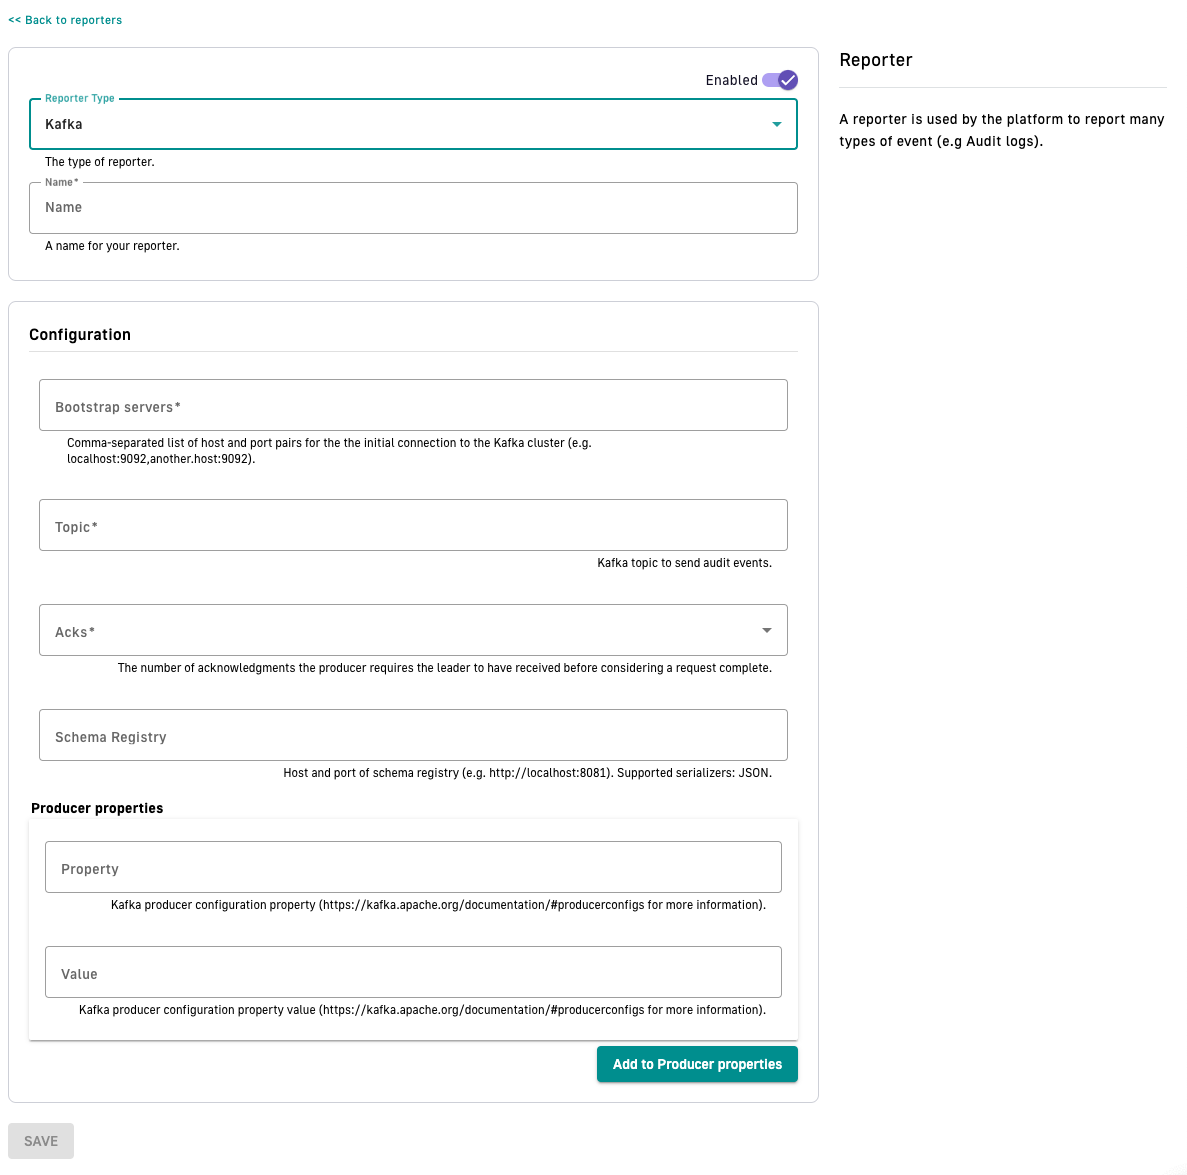 << Back to reporters
Enabled
Reporter Type
Kafka
The type of reporter.
Name*
Name
A name for your reporter.
Reporter
A reporter is used by the platform to report many
types of event (e.g Audit logs).
Configuration
Bootstrap servers*
Comma-separated list of host and port pairs for the the initial connection to the Kafka cluster (e.g.
localhost:9092,another.host:9092).
Topic*
Kafka topic to send audit events.
Acks*
The number of acknowledgments the producer requires the leader to have received before considering a request complete.
Schema Registry
Host and port of schema registry (e.g. http://localhost:8081). Supported serializers: JSON.
Producer properties
Property
Kafka producer configuration property (https://kafka.apache.org/documentation/#producerconfigs for more information).
Value
Kafka producer configuration property value (https://kafka.apache.org/documentation/#producerconfigs for more information).
Add to Producer properties
SAVE